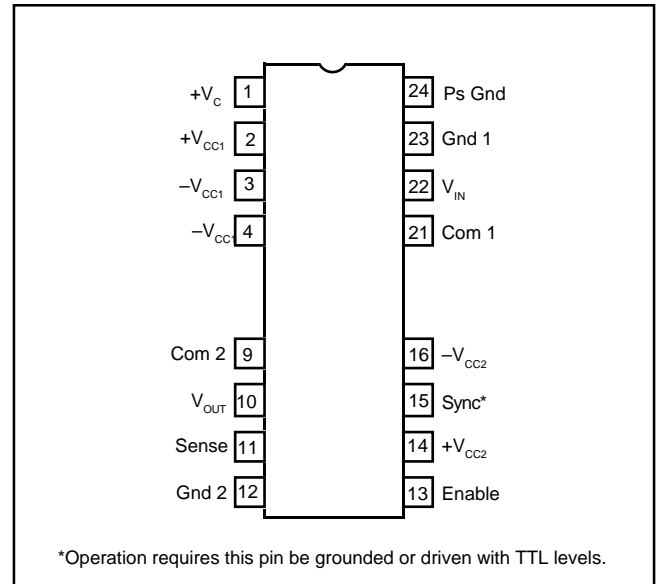 +VC 1 24 Ps Gnd
+VCC1 2 23 Gnd 1
–VCC1 3 22 VIN
–VCC1 4 21 Com 1
Com 2 9 16 –VCC2
VOUT 10 15 Sync*
Sense 11 14 +VCC2
Gnd 2 12 13 Enable
*Operation requires this pin be grounded or driven with TTL levels.